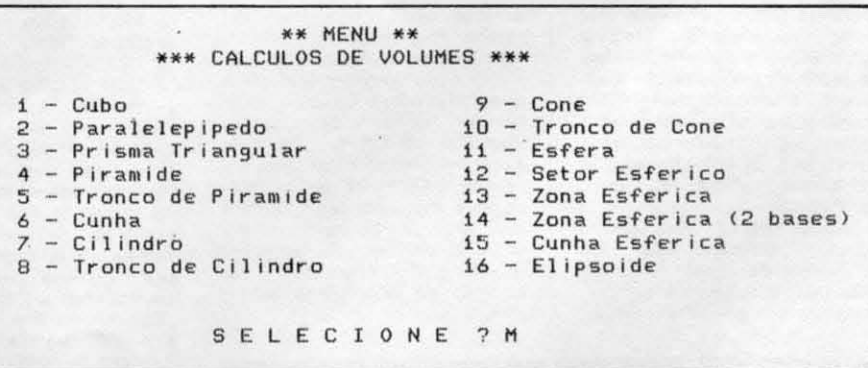 ** MENU **
*** CALCULOS DE VOLUMES ***
1 - Cubo
2 - Paralelepipedo
3 - Prisma Triangular
4 - Piramide
5 - Tronco de Piramide
6 - Cunha
7 - Cilindro
8 - Tronco de Cilindro
9 - Cone
10 - Tronco de Cone
11 - Esfera
12 - Setor Esferico
13 - Zona Esferica
14 - Zona Esferica (2 bases)
15 - Cunha Esferica
16 - Elipsoide
S E L E C I O N E ? M